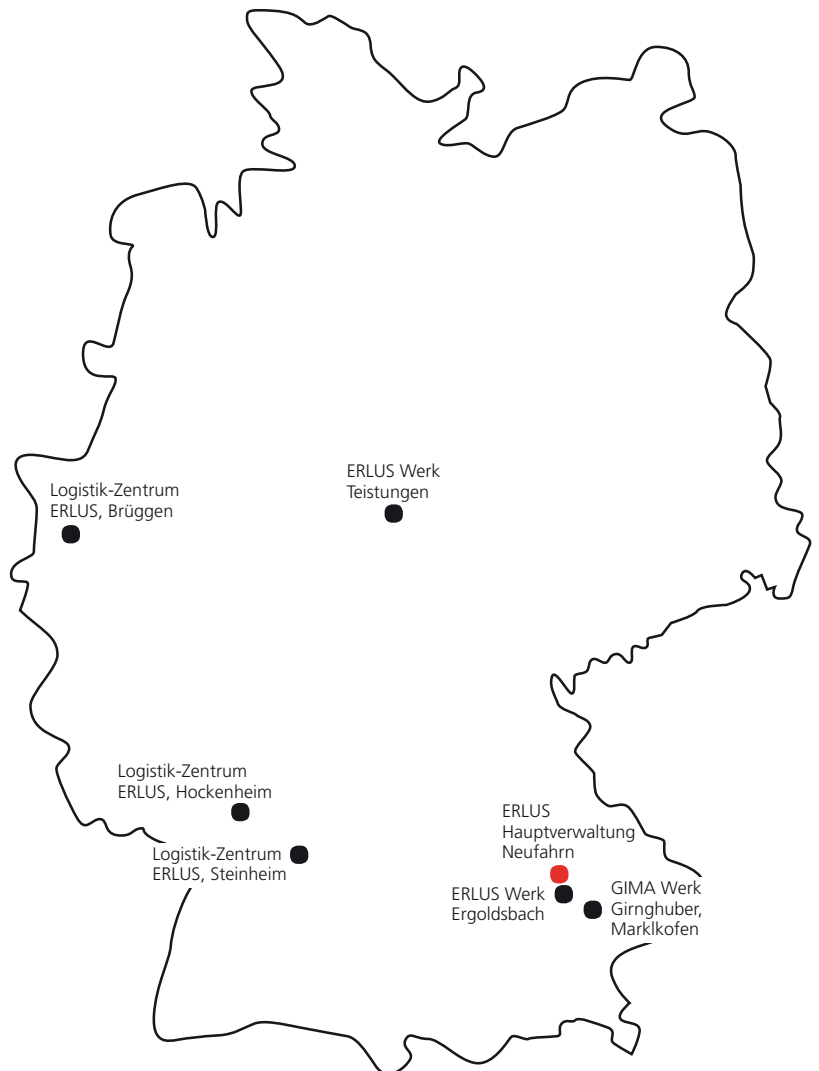 ERLUS Werk
Teistungen
Logistik-Zentrum
ERLUS, Brüggen
Logistik-Zentrum
ERLUS, Hockenheim
ERLUS
Hauptverwaltung
Neufahrn
Logistik-Zentrum
ERLUS, Steinheim
ERLUS Werk
Ergoldsbach
GIMA Werk
Girnghuber,
Marklkofen